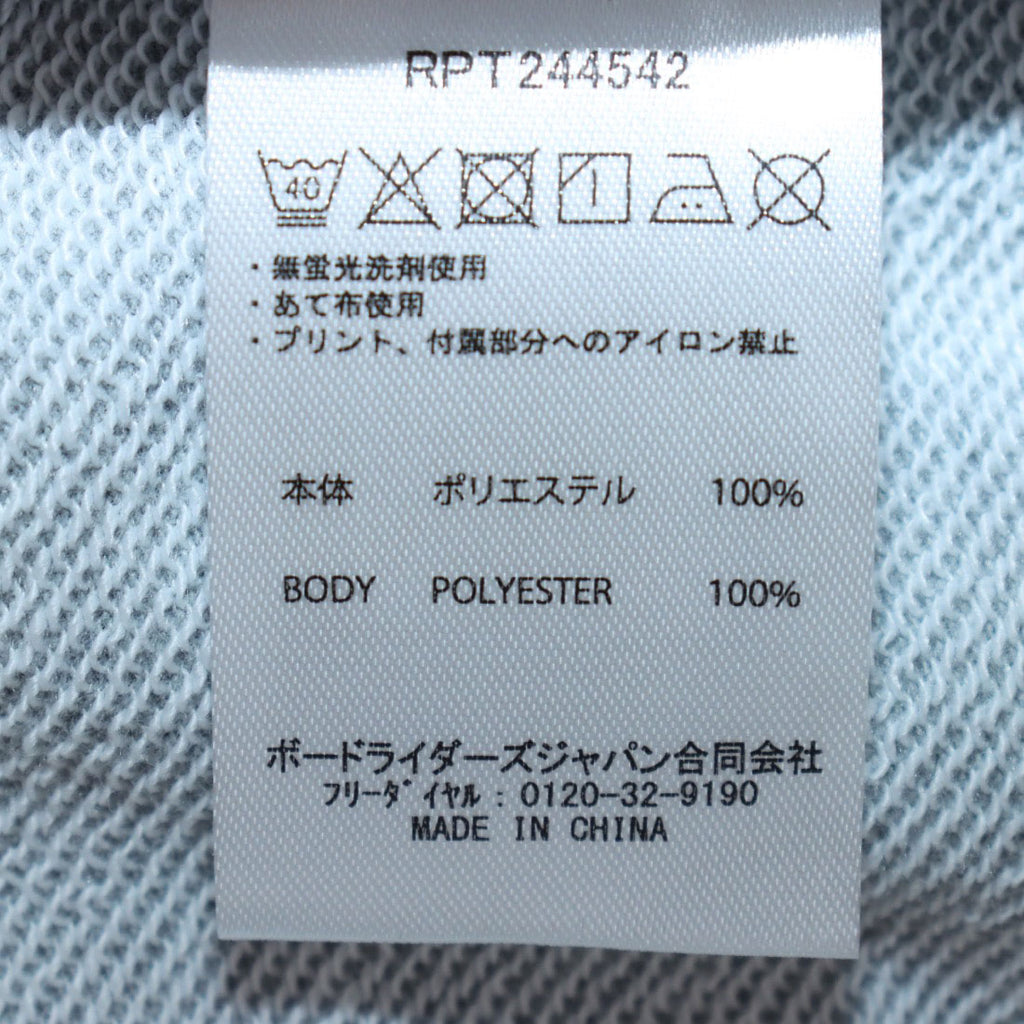 RPT244542
40
・無蛍光洗剤使用
・あて布使用
・プリント、付属部分へのアイロン禁止
本体 ポリエステル 100%
BODY POLYESTER 100%
ボードライダーズジャパン合同会社
フリーダイヤル：0120-32-9190
MADE IN CHINA